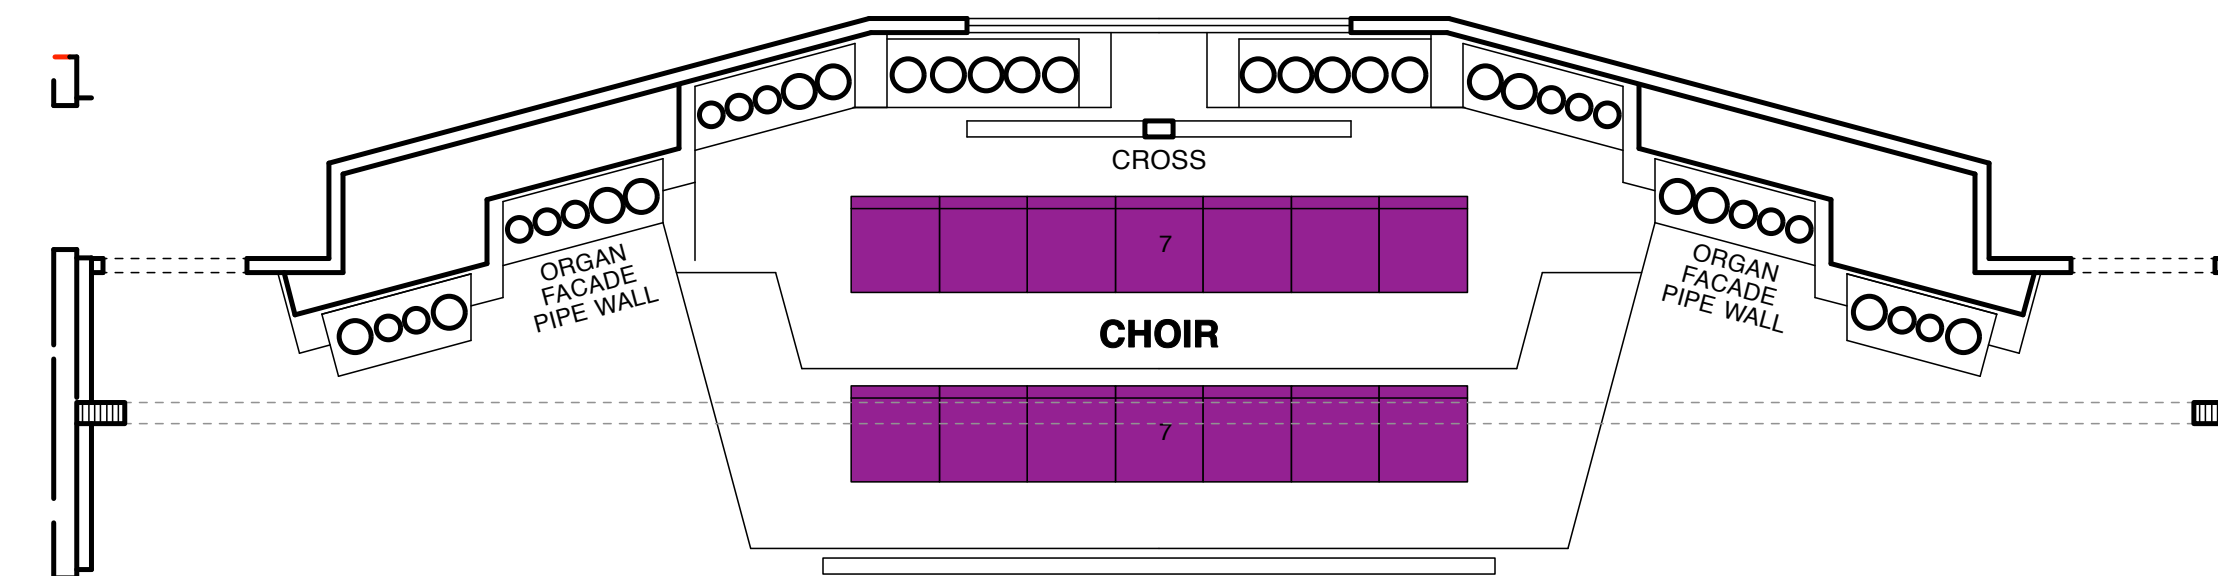 CROSS
7
ORGAN
FACADE
PIPE WALL
ORGAN
FACADE
PIPE WALL
CHOIR
7